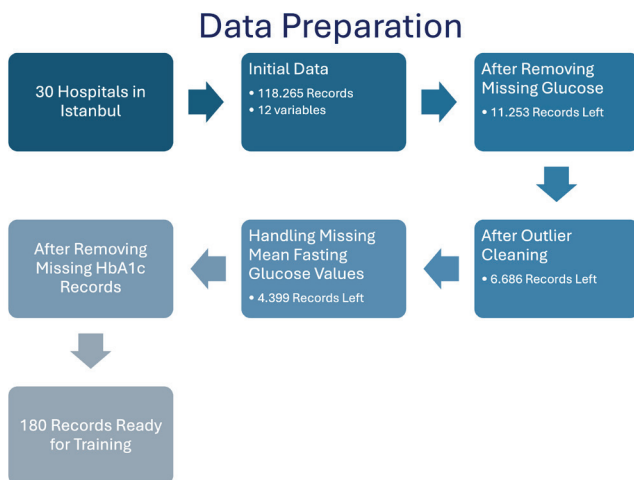 Data Preparation
30 Hospitals in
Istanbul
Initial Data
• 118.265 Records
• 12 variables
After Removing
Missing Glucose
• 11.253 Records Left
After Outlier
Cleaning
• 6.686 Records Left
Handling Missing
Mean Fasting
Glucose Values
• 4.399 Records Left
After Removing
Missing HbA1c
Records
180 Records Ready
for Training